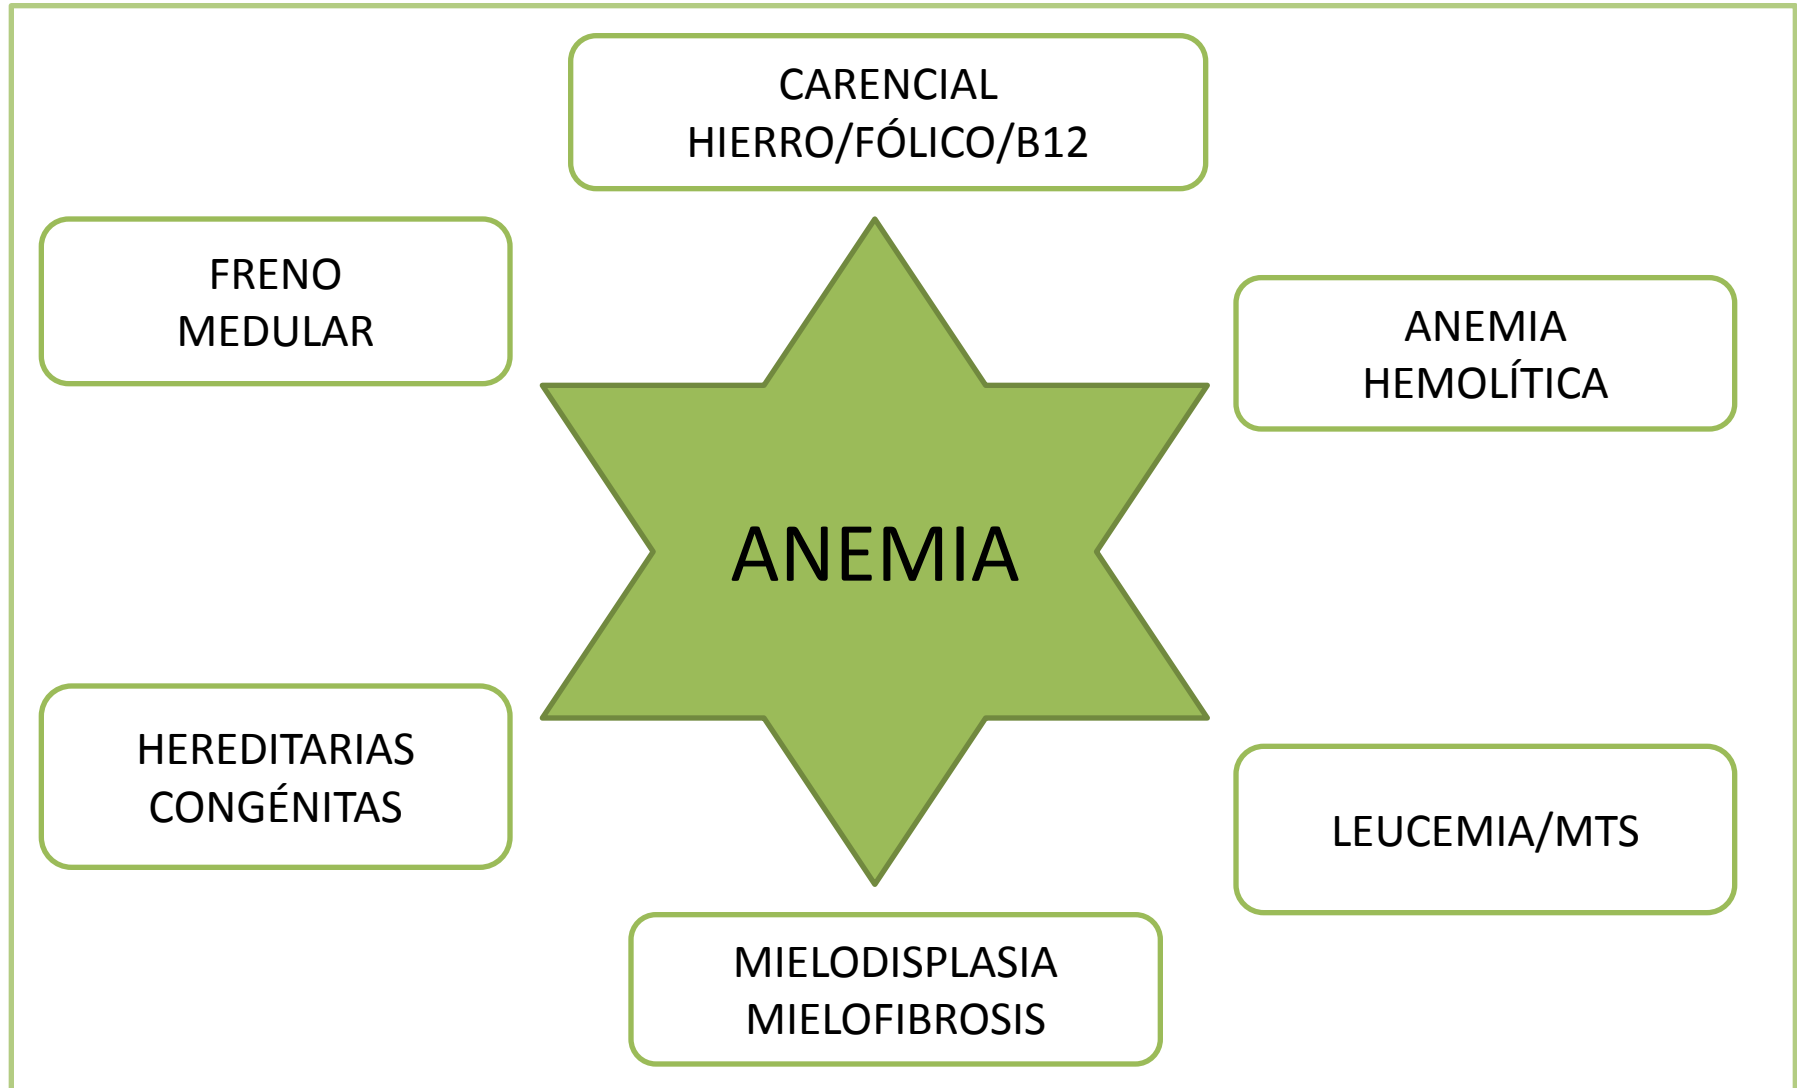 CARENCIAL
HIERRO/FÓLICO/B12
FRENO
MEDULAR
ANEMIA
HEMOLÍTICA
ANEMIA
HEREDITARIAS
CONGÉNITAS
LEUCEMIA/MTS
MIELODISPLASIA
MIELOFIBROSIS